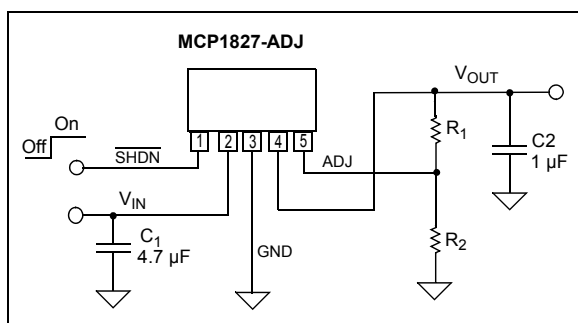 MCP1827-ADJ
VOUT
On
Off
SHDN
1 2 3 4 5
ADJ
R1
C2
1 µF
VIN
C1
4.7 µF
GND
R2